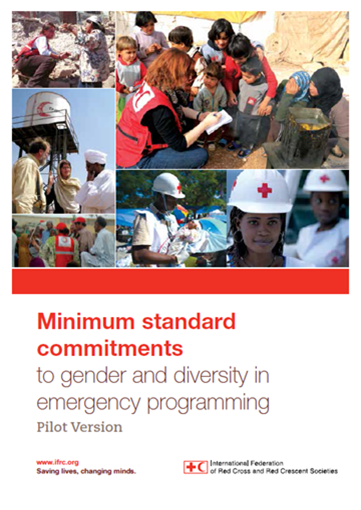 Minimum standard
commitments
to gender and diversity in
emergency programming
Pilot Version
www.ifrc.org
Saving lives, changing minds.
International Federation
of Red Cross and Red Crescent Societies